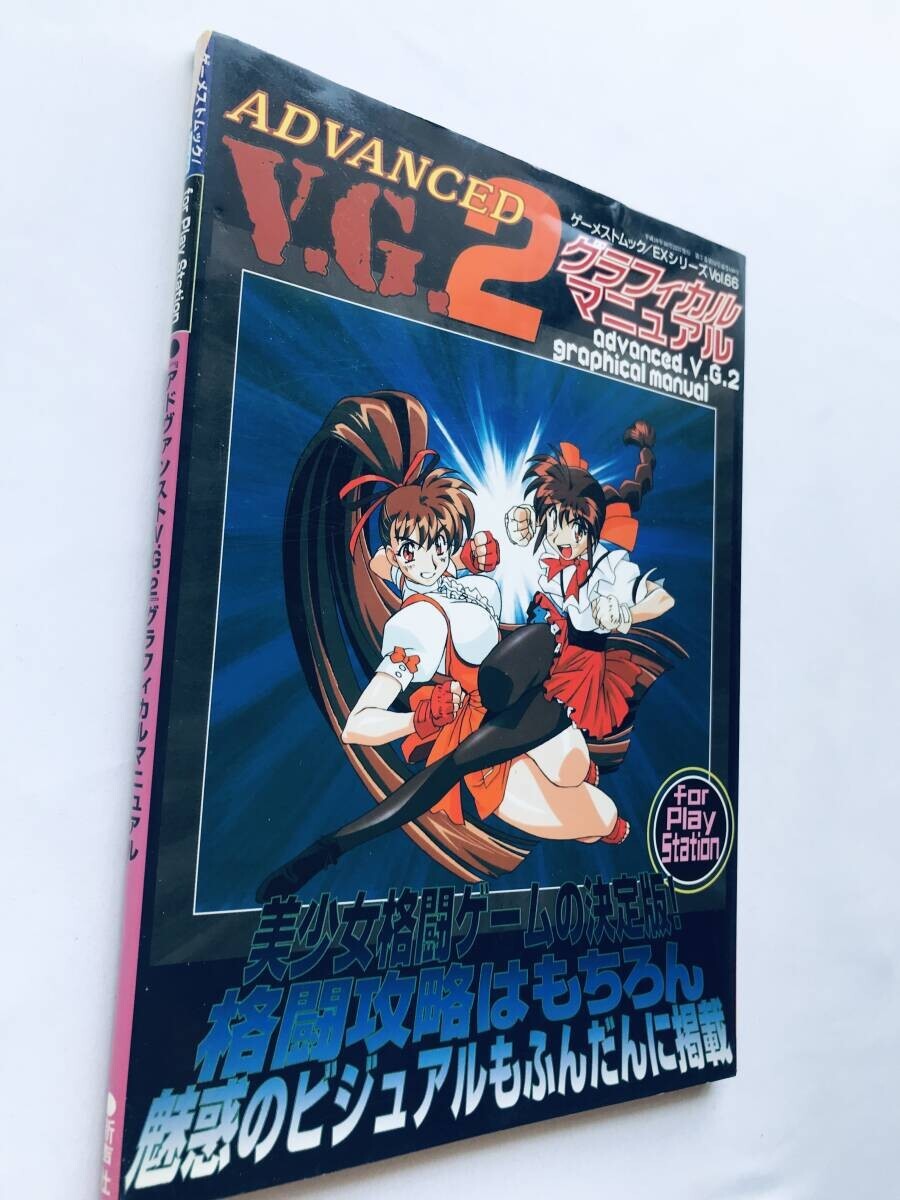 ADVANCED
V.G.2
ゲーメストムック/EXシリーズVol.66
グラフィカル
マニュアル
advanced.V.G.2
graphical manual
for
Play
Station
美少女格闘ゲームの決定版!
格闘攻略はもちろん
魅惑のビジュアルもふんだんに掲載
ゲーメストムック/
for Play Station
●『アドヴァンストV.G.2』グラフィカルマニュアル
●新声社